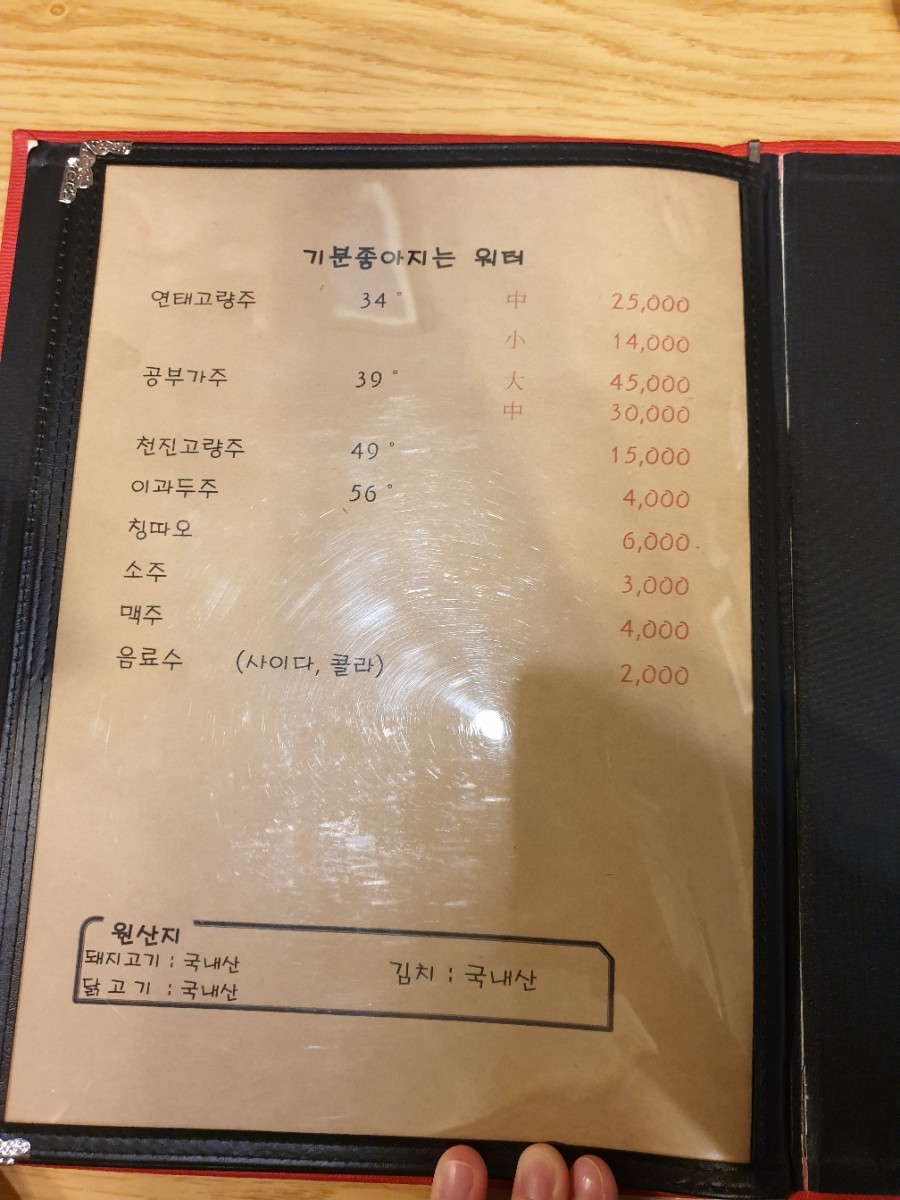 기분좋아지는 워터
연태고량주 34° 中 25,000
小 14,000
공부가주 39° 大 45,000
中 30,000
천진고량주 49° 15,000
이과두주 56° 4,000
칭따오 6,000
소주 3,000
맥주 4,000
음료수 (사이다, 콜라) 2,000
원산지
돼지고기 : 국내산 김치 : 국내산
닭고기 : 국내산